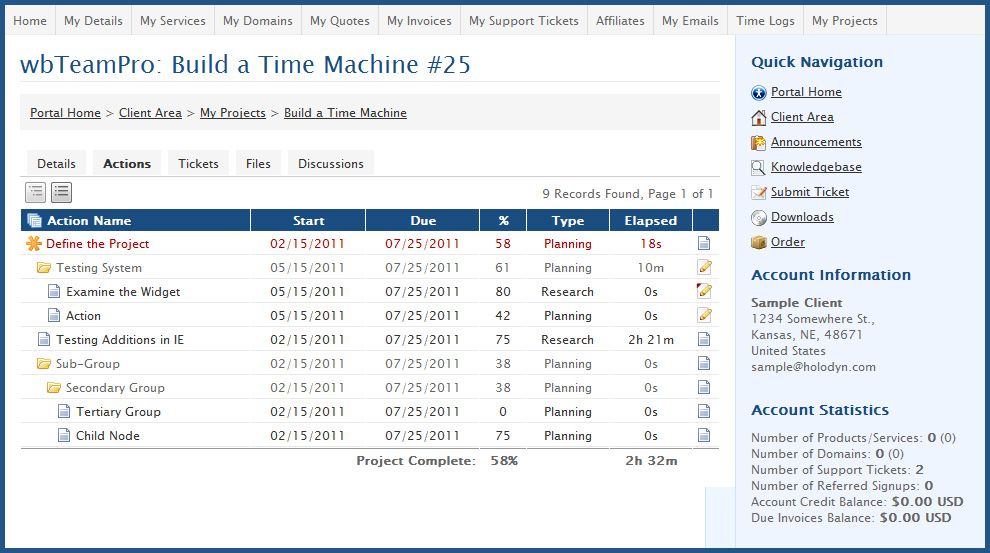 Home My Details My Services My Domains My Quotes My Invoices My Support Tickets Affiliates My Emails Time Logs My Projects
wbTeamPro: Build a Time Machine #25
Portal Home > Client Area > My Projects > Build a Time Machine
Details Actions Tickets Files Discussions
9 Records Found, Page 1 of 1
Action Name Start Due % Type Elapsed
Define the Project 02/15/2011 07/25/2011 58 Planning 18s
Testing System 05/15/2011 07/25/2011 61 Planning 10m
Examine the Widget 05/15/2011 07/25/2011 80 Research 0s
Action 05/15/2011 07/25/2011 42 Planning 0s
Testing Additions in IE 02/15/2011 07/25/2011 75 Research 2h 21m
Sub-Group 02/15/2011 07/25/2011 38 Planning 0s
Secondary Group 02/15/2011 07/25/2011 38 Planning 0s
Tertiary Group 02/15/2011 07/25/2011 0 Planning 0s
Child Node 02/15/2011 07/25/2011 75 Planning 0s
Project Complete: 58% 2h 32m
Quick Navigation
Portal Home
Client Area
Announcements
Knowledgebase
Submit Ticket
Downloads
Order
Account Information
Sample Client
1234 Somewhere St.,
Kansas, NE, 48671
United States
sample@holodyn.com
Account Statistics
Number of Products/Services: 0 (0)
Number of Domains: 0 (0)
Number of Support Tickets: 2
Number of Referred Signups: 0
Account Credit Balance: $0.00 USD
Due Invoices Balance: $0.00 USD